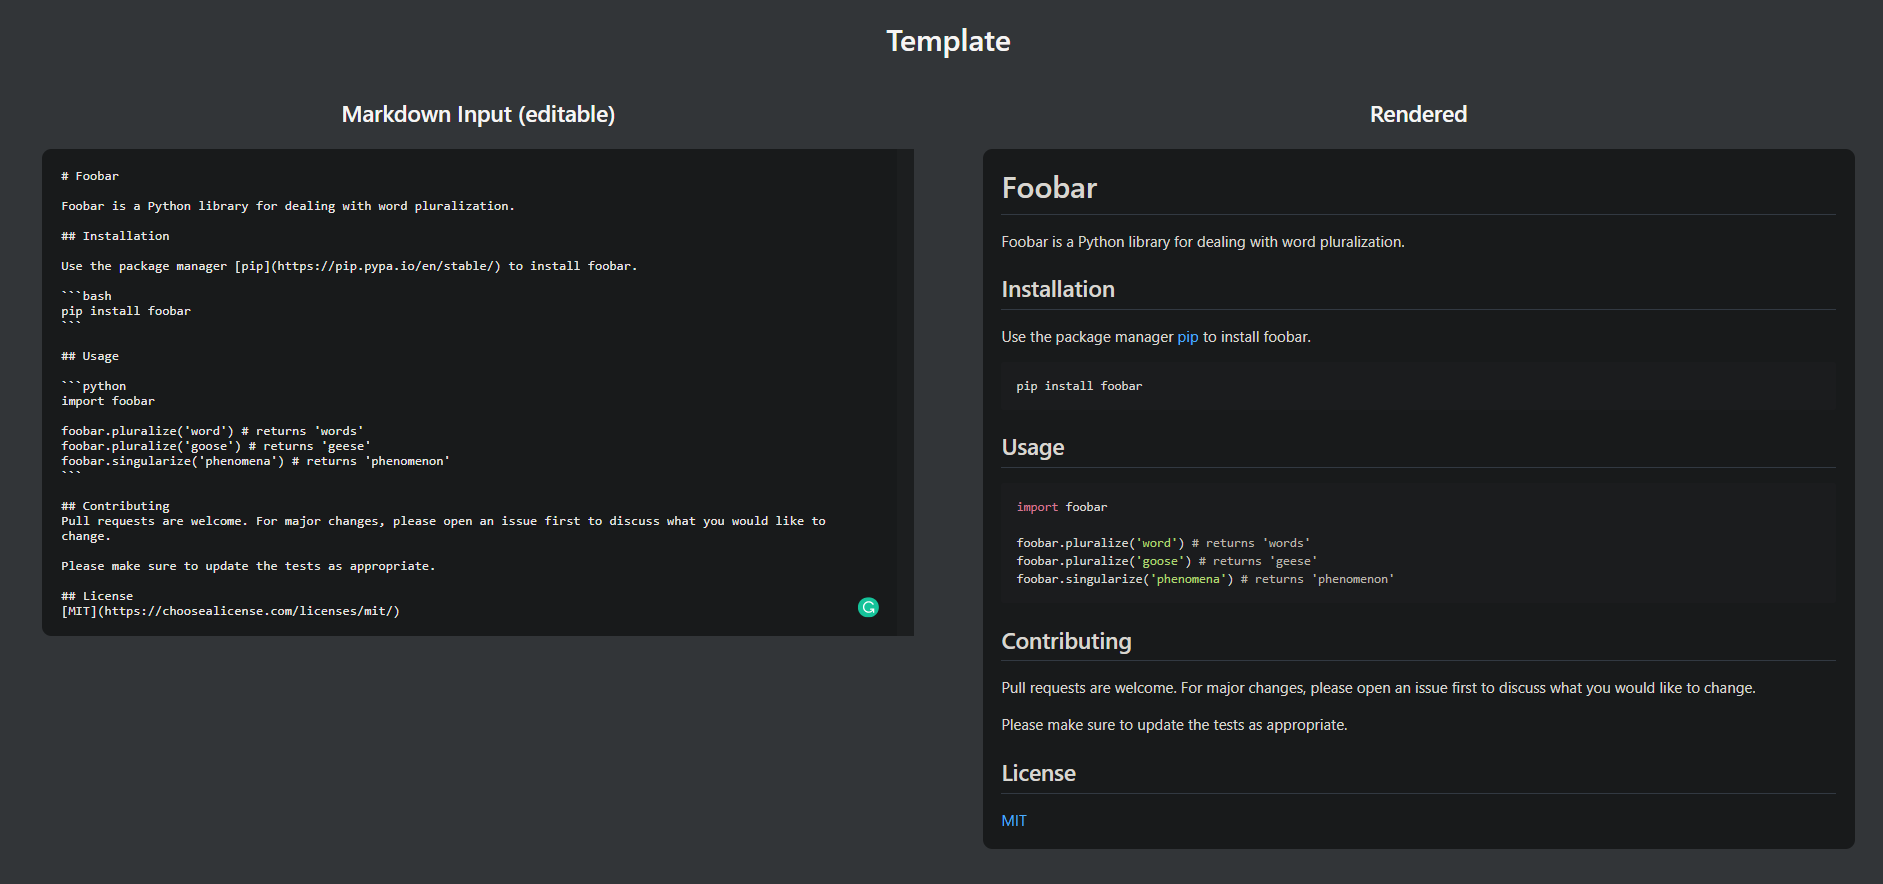 Template
Markdown Input (editable)
# Foobar
Foobar is a Python library for dealing with word pluralization.
## Installation
Use the package manager [pip](https://pip.pypa.io/en/stable/) to install foobar.
```bash
pip install foobar
```
## Usage
```python
import foobar
foobar.pluralize('word') # returns 'words'
foobar.pluralize('goose') # returns 'geese'
foobar.singularize('phenomena') # returns 'phenomenon'
```
## Contributing
Pull requests are welcome. For major changes, please open an issue first to discuss what you would like to
change.
Please make sure to update the tests as appropriate.
## License
[MIT](https://choosealicense.com/licenses/mit/)
Rendered
Foobar
Foobar is a Python library for dealing with word pluralization.
Installation
Use the package manager pip to install foobar.
pip install foobar
Usage
import foobar
foobar.pluralize('word') # returns 'words'
foobar.pluralize('goose') # returns 'geese'
foobar.singularize('phenomena') # returns 'phenomenon'
Contributing
Pull requests are welcome. For major changes, please open an issue first to discuss what you would like to change.
Please make sure to update the tests as appropriate.
License
MIT